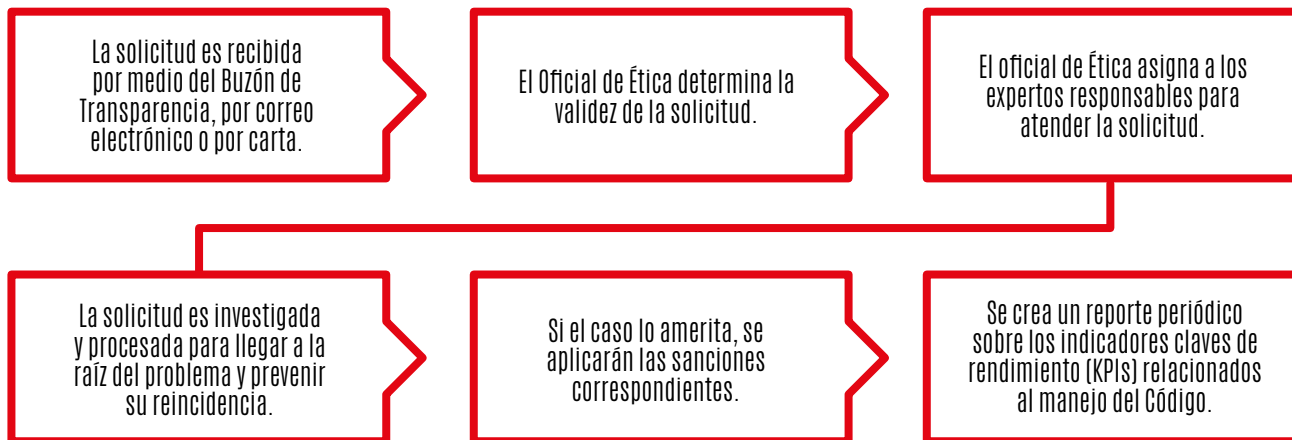 La solicitud es recibida
por medio del Buzón de
Transparencia, por correo
electrónico o por carta.
El Oficial de Ética determina la
validez de la solicitud.
El oficial de Ética asigna a los
expertos responsables para
atender la solicitud.
La solicitud es investigada
y procesada para llegar a la
raíz del problema y prevenir
su reincidencia.
Si el caso lo amerita, se
aplicarán las sanciones
correspondientes.
Se crea un reporte periódico
sobre los indicadores claves de
rendimiento (KPIs) relacionados
al manejo del Código.